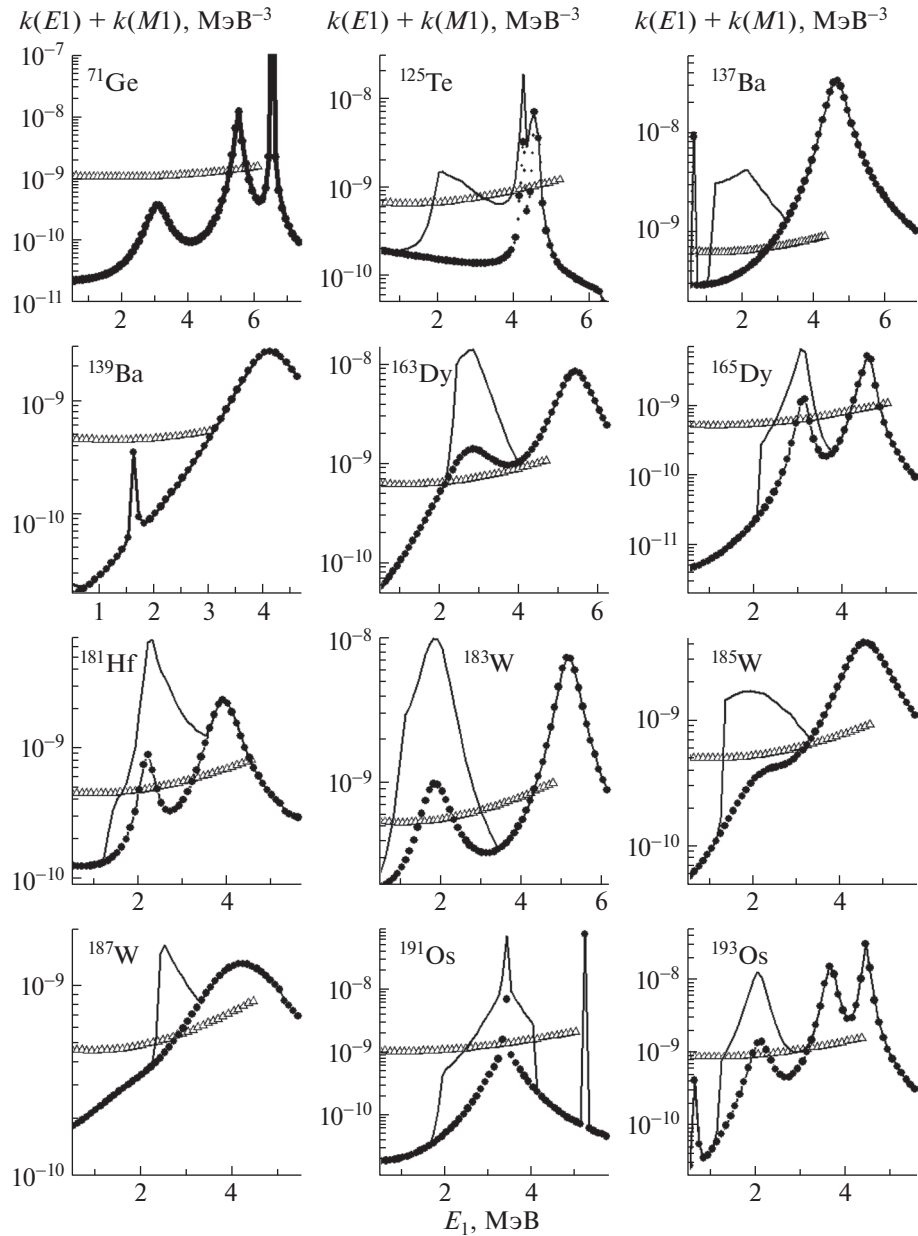 k(E1) + k(M1), МэВ⁻³ k(E1) + k(M1), МэВ⁻³ k(E1) + k(M1), МэВ⁻³
10⁻⁷
⁷¹Ge ¹²⁵Te ¹³⁷Ba
10⁻⁸ 10⁻⁸ 10⁻⁸
10⁻⁹ 10⁻⁹ 10⁻⁹
10⁻¹⁰ 10⁻¹⁰
10⁻¹¹
2 4 6 2 4 6 2 4
¹³⁹Ba ¹⁶³Dy ¹⁶⁵Dy
10⁻⁸ 10⁻⁹
10⁻⁹ 10⁻⁹ 10⁻¹⁰
10⁻¹⁰ 10⁻¹⁰ 10⁻¹¹
1 2 1 3 4 2 4 6 2 4
¹⁸¹Hf ¹⁸³W ¹⁸⁵W
10⁻⁸
10⁻⁹ 10⁻⁹ 10⁻⁹
10⁻¹⁰ 10⁻¹⁰
2 4 2 4 6 2 4
¹⁸⁷W ¹⁹¹Os ¹⁹³Os
10⁻⁹ 10⁻⁸ 10⁻⁸
10⁻⁹ 10⁻⁹
10⁻¹⁰ 10⁻¹⁰ 10⁻¹⁰
2 4 2 4 2 4
E₁, МэВ